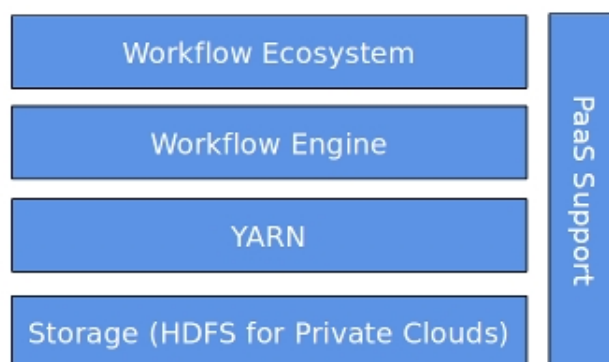 Workflow Ecosystem
Workflow Engine
YARN
Storage (HDFS for Private Clouds)
PaaS Support